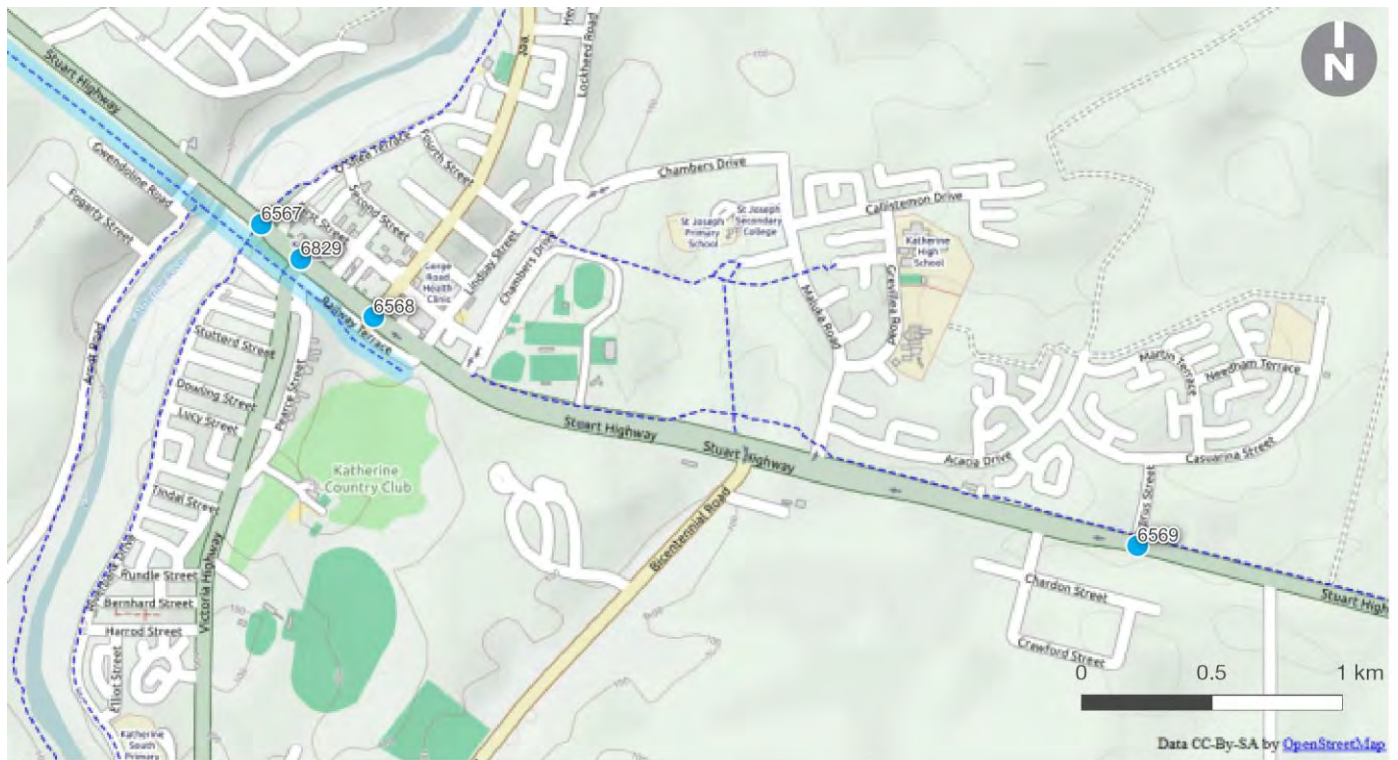 Stuart Highway
Lockheed Road
N
Gwendoline Road
Fogarty Street
Fourth Street
6567
Second Street
6829
Chambers Drive
St Joseph
Primary
School
St Joseph
Secondary
College
Callistemon Drive
Katherine
High
School
Gorge
Road
Health
Clinic
Lindsay Street
Chambers Drive
6568
Railway Terrace
Maluka Road
Grevillea Road
Stutterd Street
Pearce Street
Dowling Street
Lucy Street
Martin Terrace
Needham Terrace
Stuart Highway
Stuart Highway
Acacia Drive
Casuarina Street
Katherine
Country Club
Tindal Street
Bicentennial Road
6569
Rundle Street
Bernhard Street
Harrod Street
Victoria Highway
Elliot Street
Chardon Street
Crawford Street
Stuart High
0 0.5 1 km
Katherine
South
Primary
Data CC-By-SA by OpenStreetMap